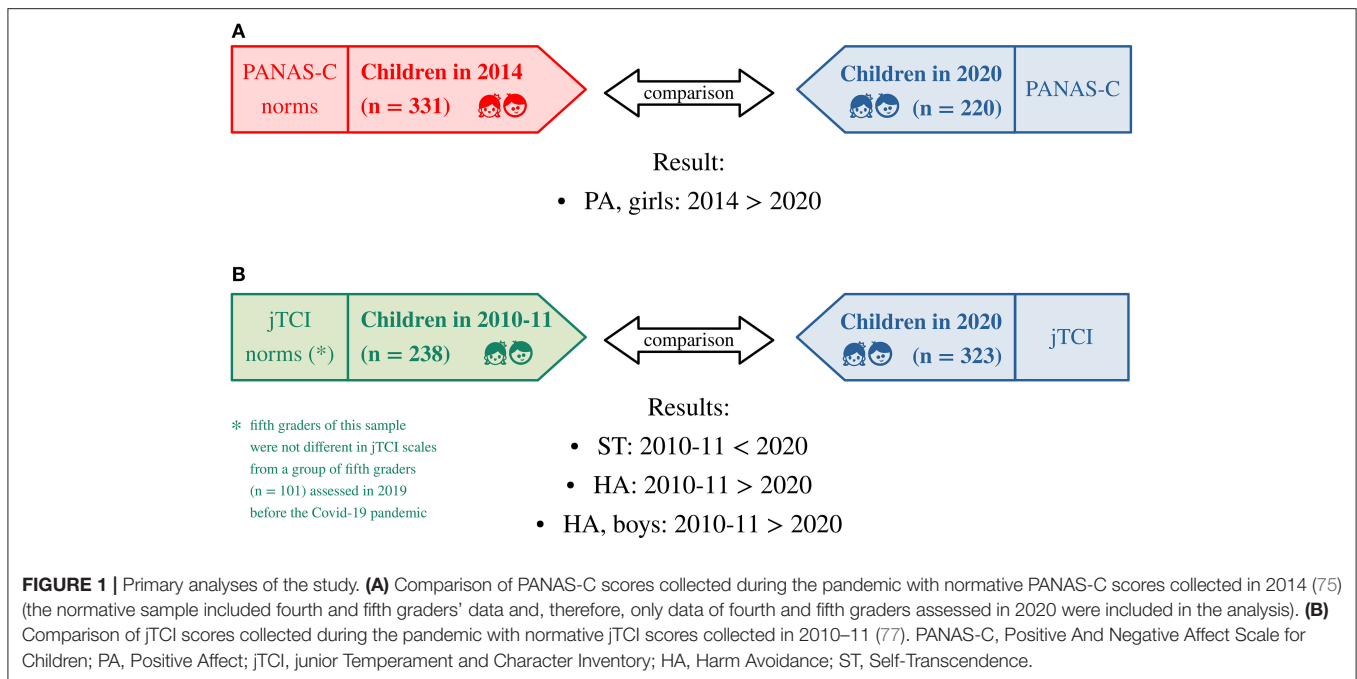 A
PANAS-C
norms
Children in 2014
(n = 331)
comparison
Children in 2020
(n = 220)
PANAS-C
Result:
• PA, girls: 2014 > 2020
B
jTCI
norms (*)
Children in 2010-11
(n = 238)
comparison
Children in 2020
(n = 323)
jTCI
* fifth graders of this sample
were not different in jTCI scales
from a group of fifth graders
(n = 101) assessed in 2019
before the Covid-19 pandemic
Results:
• ST: 2010-11 < 2020
• HA: 2010-11 > 2020
• HA, boys: 2010-11 > 2020
FIGURE 1 | Primary analyses of the study. (A) Comparison of PANAS-C scores collected during the pandemic with normative PANAS-C scores collected in 2014 (75)
(the normative sample included fourth and fifth graders’ data and, therefore, only data of fourth and fifth graders assessed in 2020 were included in the analysis). (B)
Comparison of jTCI scores collected during the pandemic with normative jTCI scores collected in 2010–11 (77). PANAS-C, Positive And Negative Affect Scale for
Children; PA, Positive Affect; jTCI, junior Temperament and Character Inventory; HA, Harm Avoidance; ST, Self-Transcendence.